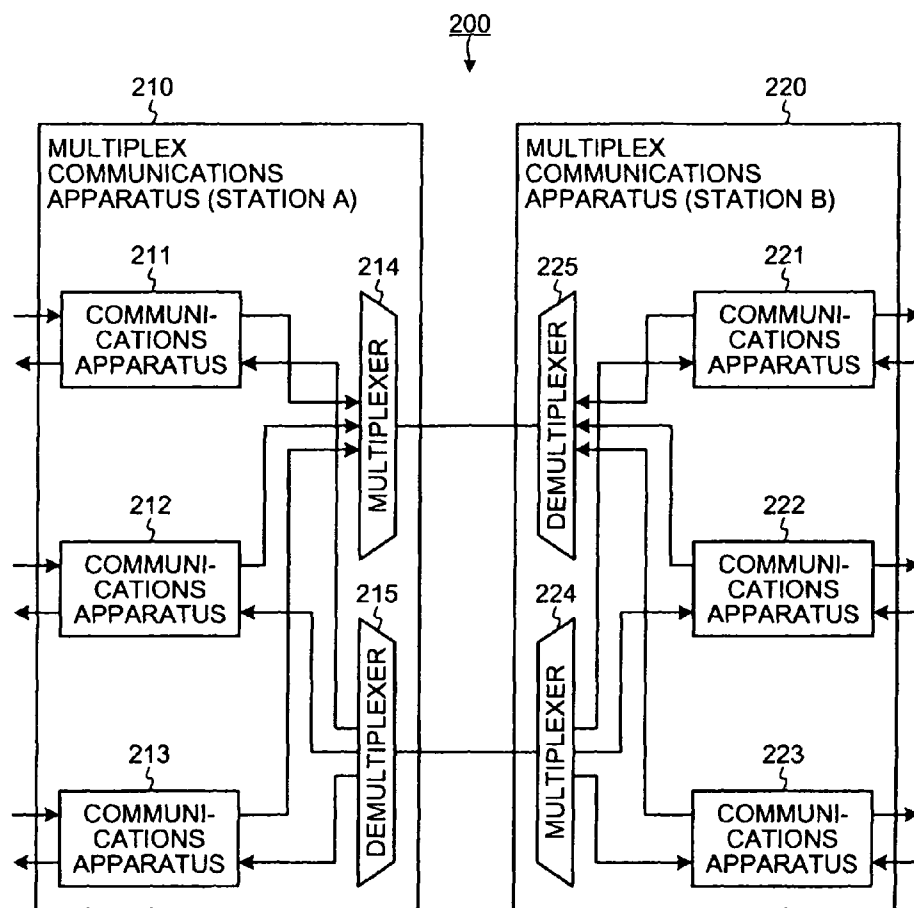 200
210
220
MULTIPLEX
COMMUNICATIONS
APPARATUS (STATION A)
MULTIPLEX
COMMUNICATIONS
APPARATUS (STATION B)
211
COMMUNI-
CATIONS
APPARATUS
214
MULTIPLEXER
225
DEMULTIPLEXER
221
COMMUNI-
CATIONS
APPARATUS
212
COMMUNI-
CATIONS
APPARATUS
222
COMMUNI-
CATIONS
APPARATUS
215
DEMULTIPLEXER
224
MULTIPLEXER
213
COMMUNI-
CATIONS
APPARATUS
223
COMMUNI-
CATIONS
APPARATUS